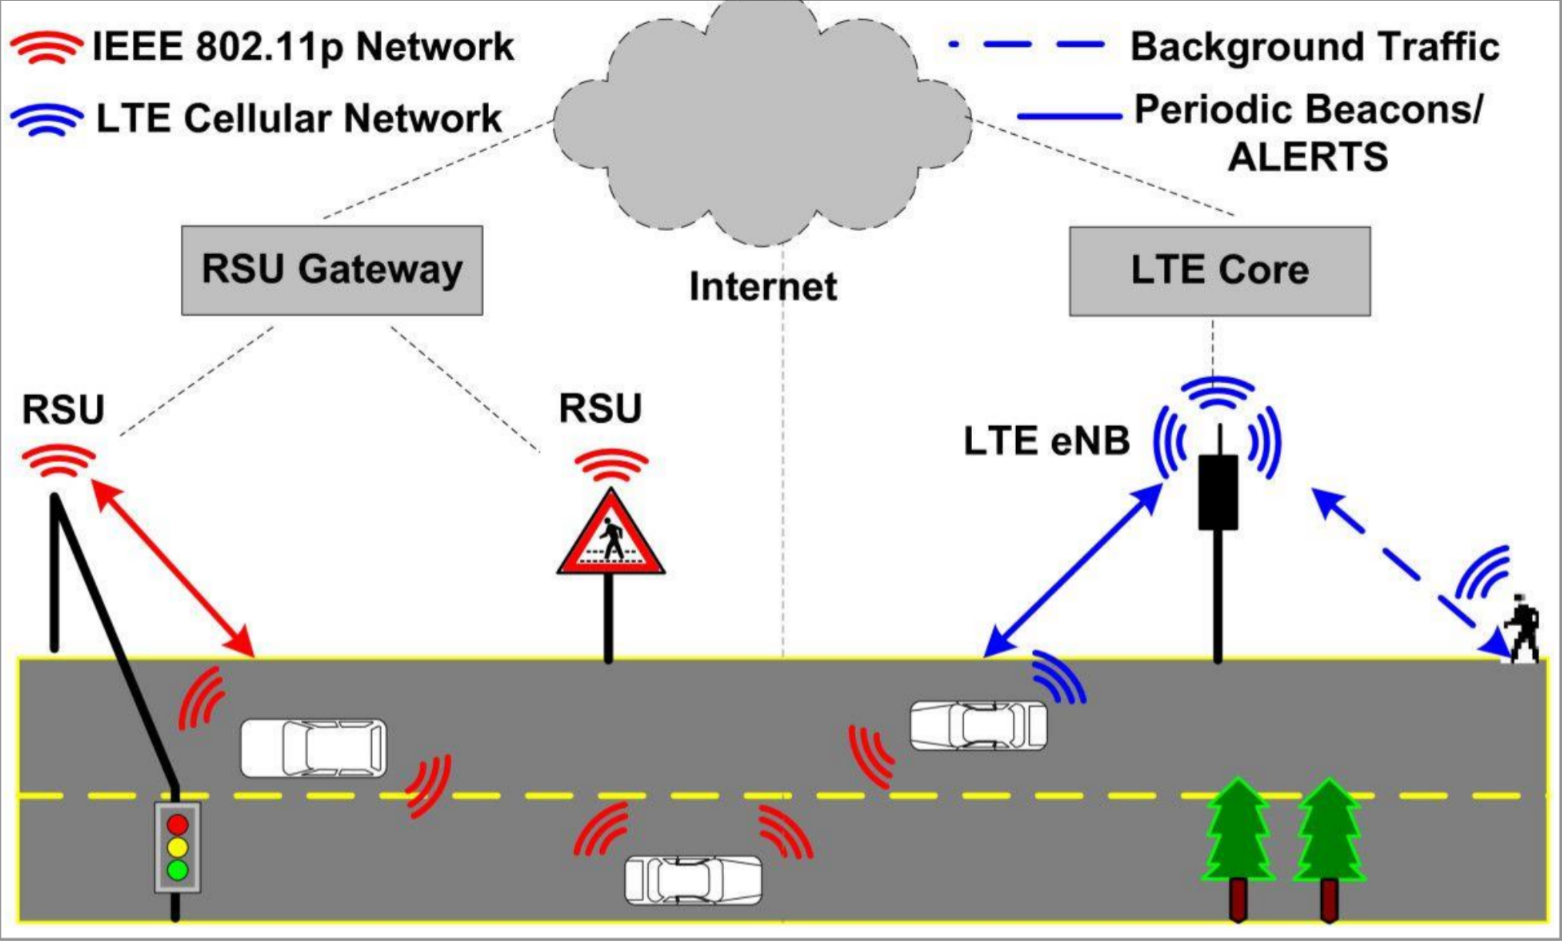 IEEE 802.11p Network
LTE Cellular Network
Background Traffic
Periodic Beacons/
ALERTS
RSU Gateway
Internet
LTE Core
RSU
RSU
LTE eNB